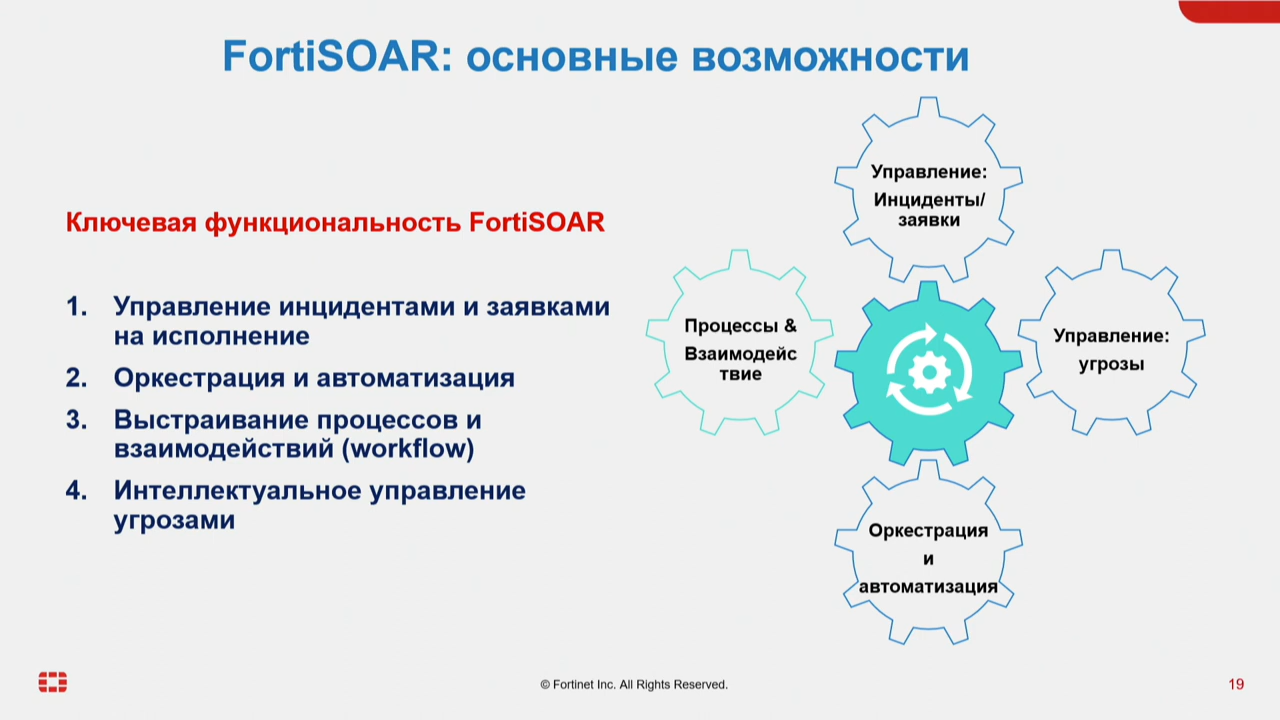 FortiSOAR: основные возможности
Ключевая функциональность FortiSOAR
1. Управление инцидентами и заявками
на исполнение
2. Оркестрация и автоматизация
3. Выстраивание процессов и
взаимодействий (workflow)
4. Интеллектуальное управление
угрозами
Управление:
Инциденты/
заявки
Процессы &
Взаимодейс
твие
Управление:
угрозы
Оркестрация
и
автоматизация
© Fortinet Inc. All Rights Reserved.
19